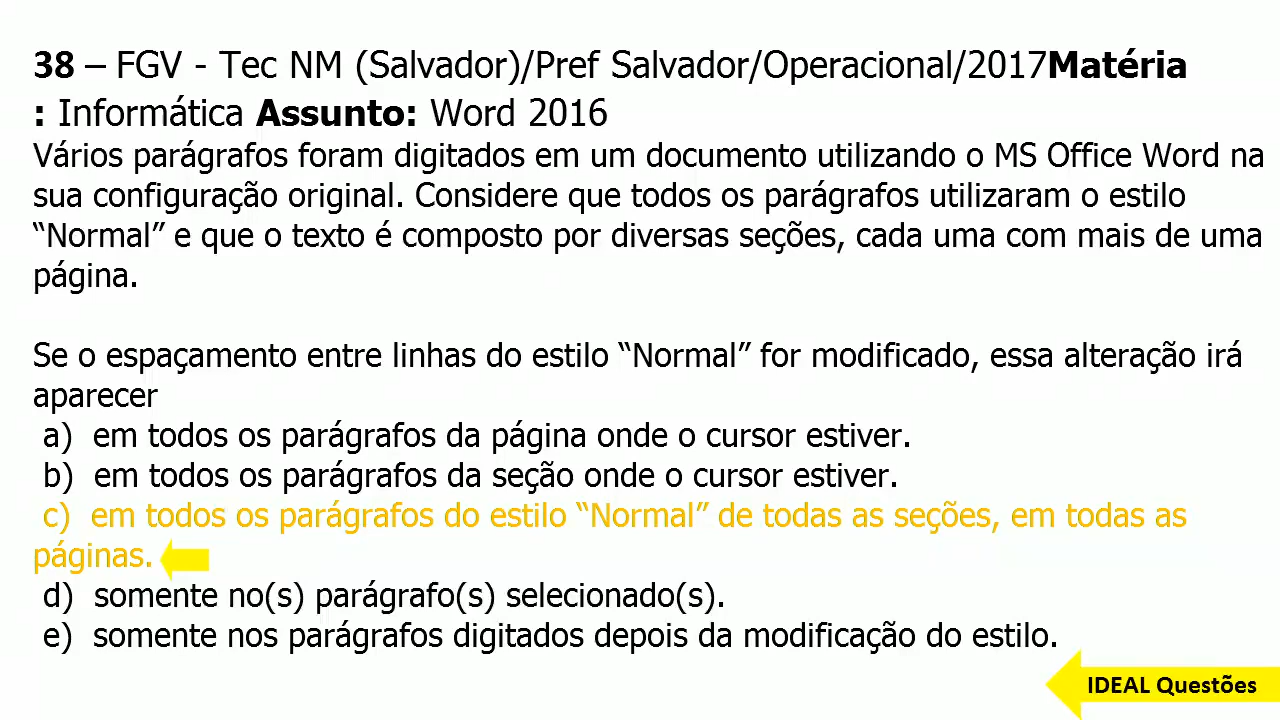 38 – FGV - Tec NM (Salvador)/Pref Salvador/Operacional/2017Matéria
: Informática Assunto: Word 2016
Vários parágrafos foram digitados em um documento utilizando o MS Office Word na
sua configuração original. Considere que todos os parágrafos utilizaram o estilo
“Normal” e que o texto é composto por diversas seções, cada uma com mais de uma
página.
Se o espaçamento entre linhas do estilo “Normal” for modificado, essa alteração irá
aparecer
a) em todos os parágrafos da página onde o cursor estiver.
b) em todos os parágrafos da seção onde o cursor estiver.
c) em todos os parágrafos do estilo “Normal” de todas as seções, em todas as
páginas.
d) somente no(s) parágrafo(s) selecionado(s).
e) somente nos parágrafos digitados depois da modificação do estilo.
IDEAL Questões